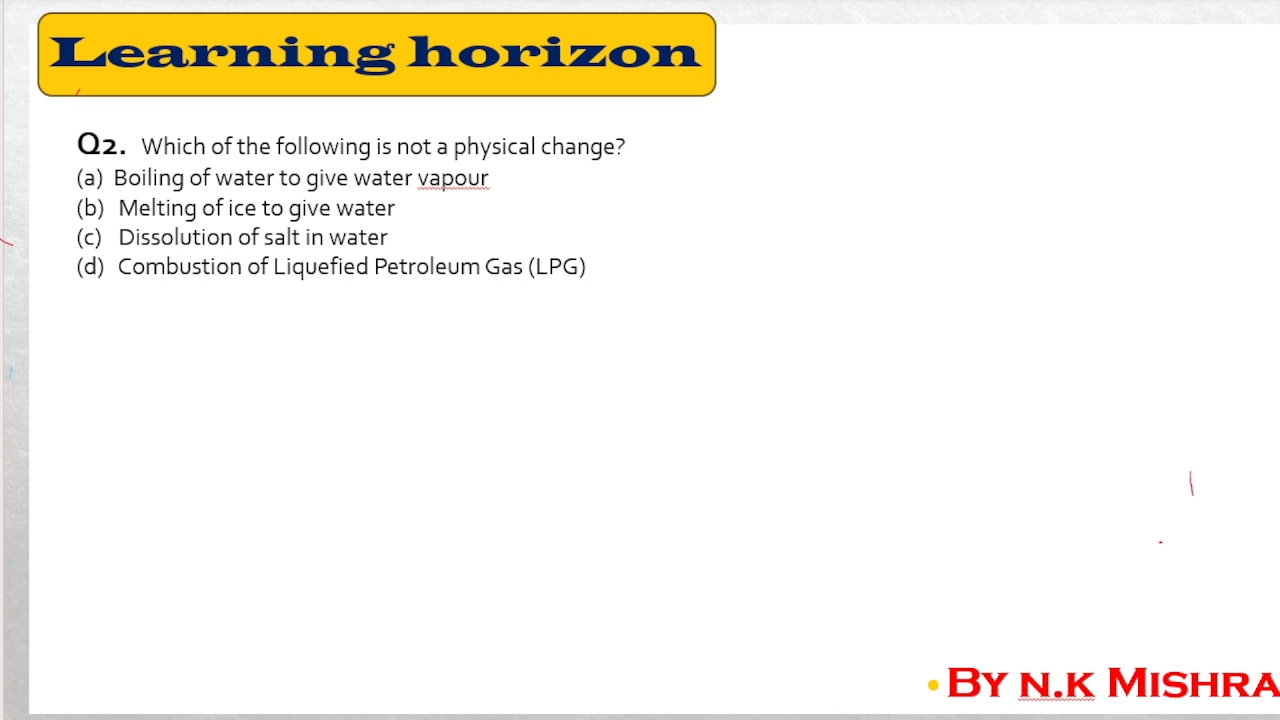 Learning horizon
Q2. Which of the following is not a physical change?
(a) Boiling of water to give water vapour
(b) Melting of ice to give water
(c) Dissolution of salt in water
(d) Combustion of Liquefied Petroleum Gas (LPG)
• By n.k Mishra